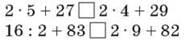 2 · 5 + 27 □ 2 · 4 + 29
16 : 2 + 83 □ 2 · 9 + 82